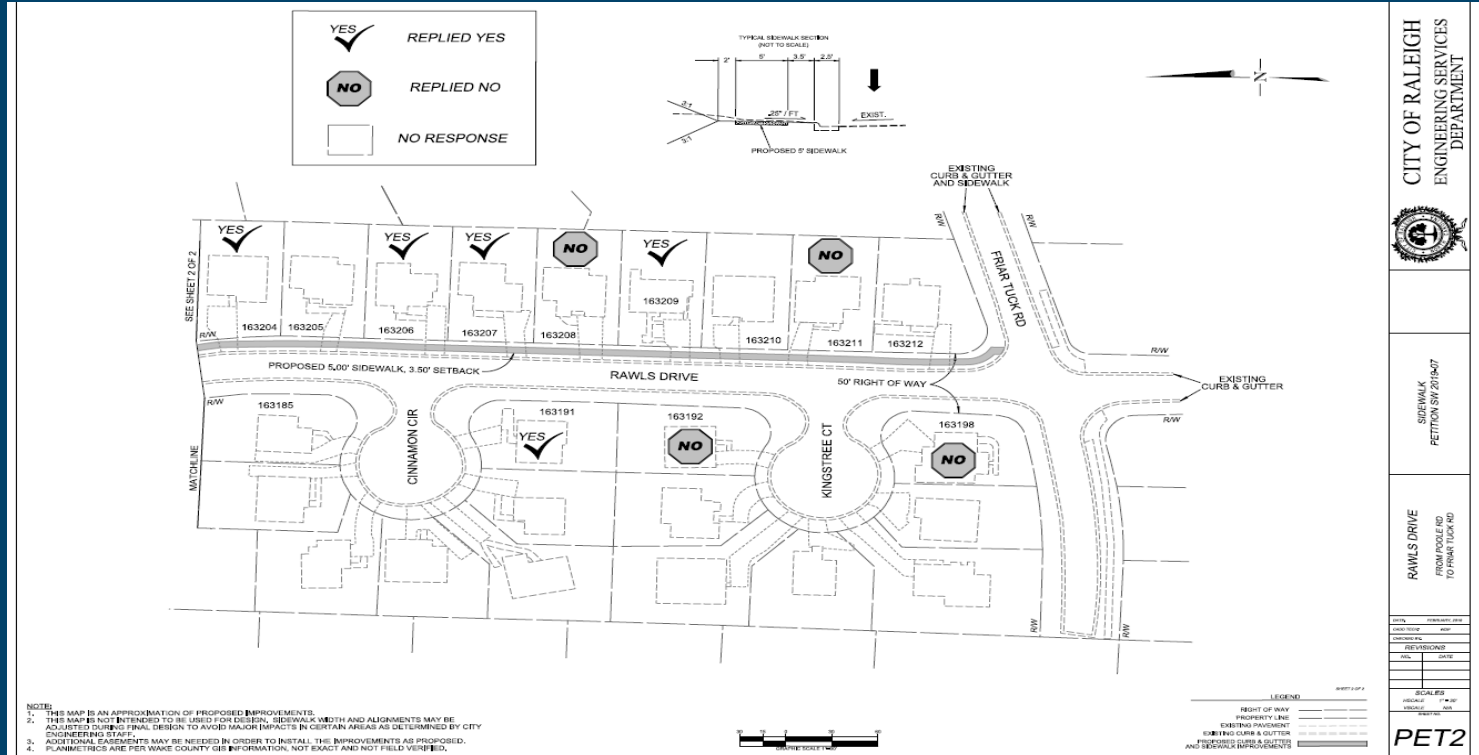 YES
REPLIED YES
NO
REPLIED NO
NO RESPONSE
TYPICAL SIDEWALK SECTION
(NOT TO SCALE)
2'
5'
3.5'
2.5'
3:1
3:1
.25" / FT
EXIST.
PROPOSED 5' SIDEWALK
N
EXISTING
CURB & GUTTER
AND SIDEWALK
R/W
R/W
FRIAR TUCK RD
SEE SHEET 2 OF 2
YES
YES
YES
NO
YES
NO
R/W
163204
163205
163206
163207
163208
163209
163210
163211
163212
PROPOSED 5.00' SIDEWALK, 3.50' SETBACK
RAWLS DRIVE
50' RIGHT OF WAY
R/W
EXISTING
CURB & GUTTER
R/W
R/W
MATCHLINE
163185
CINNAMON CIR
163191
YES
163192
NO
KINGSTREE CT
163198
NO
R/W
R/W
NOTE:
1. THIS MAP IS AN APPROXIMATION OF PROPOSED IMPROVEMENTS.
2. THIS MAP IS NOT INTENDED TO BE USED FOR DESIGN, SIDEWALK WIDTH AND ALIGNMENTS MAY BE
ADJUSTED DURING FINAL DESIGN TO AVOID MAJOR IMPACTS IN CERTAIN AREAS AS DETERMINED BY CITY
ENGINEERING STAFF.
3. ADDITIONAL EASEMENTS MAY BE NEEDED IN ORDER TO INSTALL THE IMPROVEMENTS AS PROPOSED.
4. PLANIMETRICS ARE PER WAKE COUNTY GIS INFORMATION, NOT EXACT AND NOT FIELD VERIFIED.
LEGEND
RIGHT OF WAY
PROPERTY LINE
EXISTING PAVEMENT
EXISTING CURB & GUTTER
PROPOSED CURB & GUTTER
AND SIDEWALK IMPROVEMENTS
CITY OF RALEIGH
ENGINEERING SERVICES
DEPARTMENT
SIDEWALK
PETITION SW 2019-07
RAWLS DRIVE
FROM POOLE RD
TO FRIAR TUCK RD
REVISIONS
NO.
DATE
SCALES
PET2